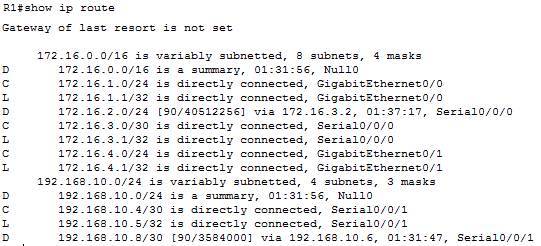 R1#show ip route
Gateway of last resort is not set
172.16.0.0/16 is variably subnetted, 8 subnets, 4 masks
D 172.16.0.0/16 is a summary, 01:31:56, Null0
C 172.16.1.0/24 is directly connected, GigabitEthernet0/0
L 172.16.1.1/32 is directly connected, GigabitEthernet0/0
D 172.16.2.0/24 [90/40512256] via 172.16.3.2, 01:37:17, Serial0/0/0
C 172.16.3.0/30 is directly connected, Serial0/0/0
L 172.16.3.1/32 is directly connected, Serial0/0/0
C 172.16.4.0/24 is directly connected, GigabitEthernet0/1
L 172.16.4.1/32 is directly connected, GigabitEthernet0/1
192.168.10.0/24 is variably subnetted, 4 subnets, 3 masks
D 192.168.10.0/24 is a summary, 01:31:56, Null0
C 192.168.10.4/30 is directly connected, Serial0/0/1
L 192.168.10.5/32 is directly connected, Serial0/0/1
D 192.168.10.8/30 [90/3584000] via 192.168.10.6, 01:31:47, Serial0/0/1